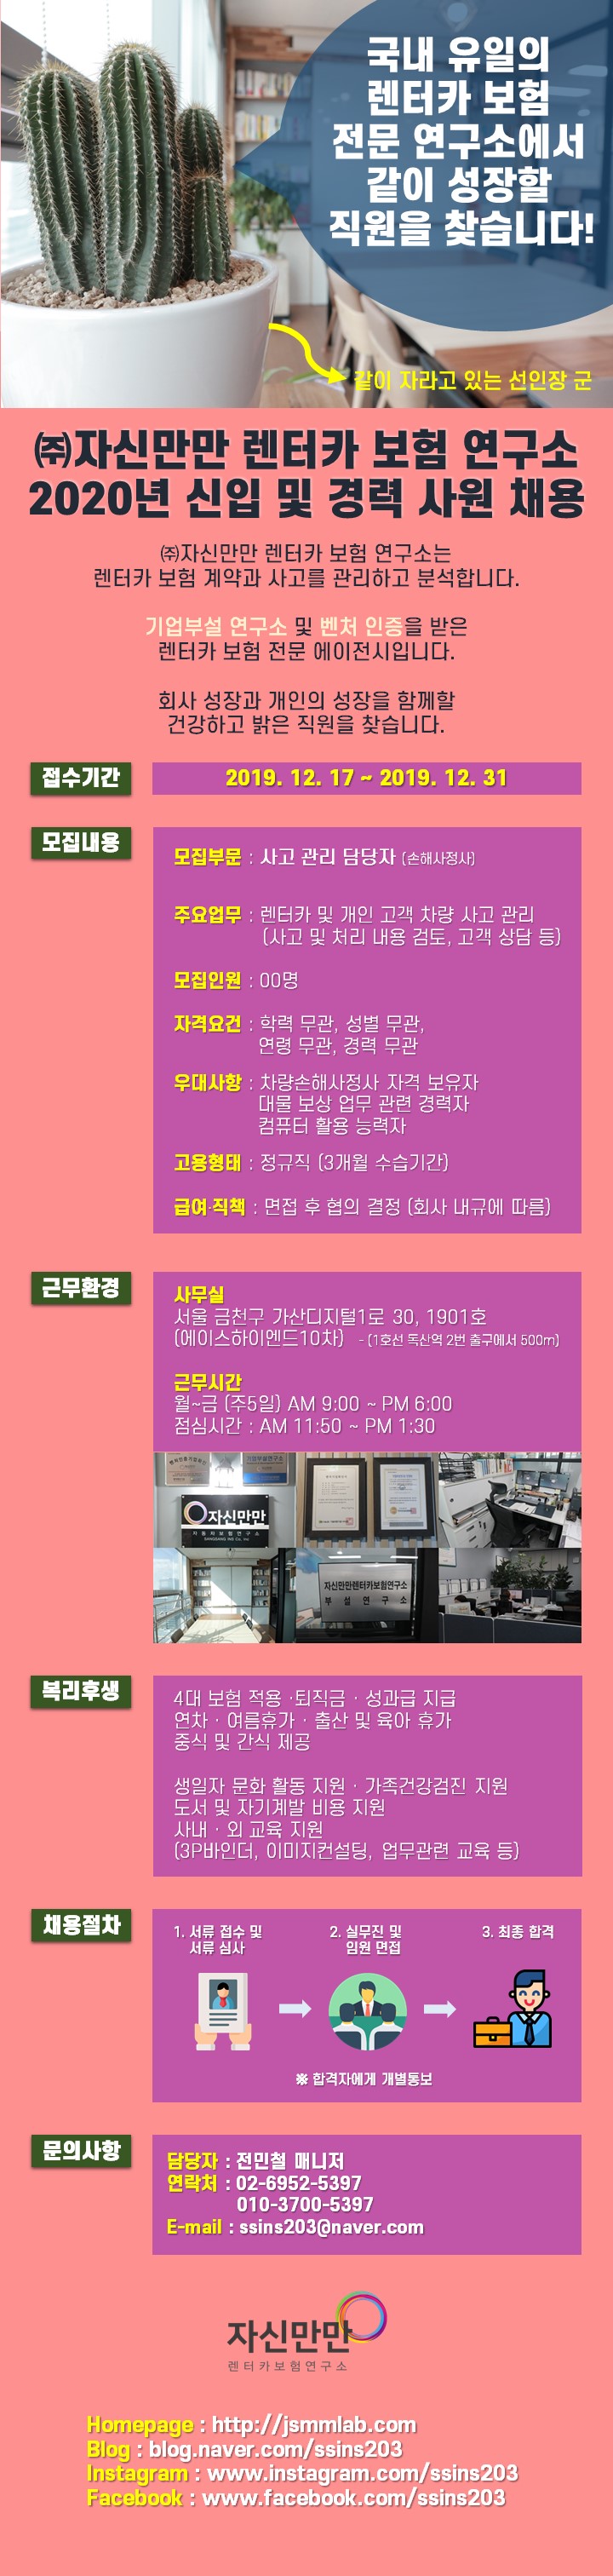 국내 유일의
렌터카 보험
전문 연구소에서
같이 성장할
직원을 찾습니다!
같이 자라고 있는 선인장 군
㈜자신만만 렌터카 보험 연구소
2020년 신입 및 경력 사원 채용
㈜자신만만 렌터카 보험 연구소는
렌터카 보험 계약과 사고를 관리하고 분석합니다.
기업부설 연구소 및 벤처 인증을 받은
렌터카 보험 전문 에이전시입니다.
회사 성장과 개인의 성장을 함께할
건강하고 밝은 직원을 찾습니다.
접수기간
2019. 12. 17 ~ 2019. 12. 31
모집내용
모집부문 : 사고 관리 담당자 (손해사정사)
주요업무 : 렌터카 및 개인 고객 차량 사고 관리
(사고 및 처리 내용 검토, 고객 상담 등)
모집인원 : 00명
자격요건 : 학력 무관, 성별 무관,
연령 무관, 경력 무관
우대사항 : 차량손해사정사 자격 보유자
대물 보상 업무 관련 경력자
컴퓨터 활용 능력자
고용형태 : 정규직 (3개월 수습기간)
급여·직책 : 면접 후 협의 결정 (회사 내규에 따름)
근무환경
사무실
서울 금천구 가산디지털1로 30, 1901호
(에이스하이엔드10차) - (1호선 독산역 2번 출구에서 500m)
근무시간
월~금 (주5일) AM 9:00 ~ PM 6:00
점심시간 : AM 11:50 ~ PM 1:30
기업부설연구소
자신만만
자동차보험연구소
자신만만렌터카보험연구소
부 설 연 구 소
복리후생
4대 보험 적용 ·퇴직금 · 성과급 지급
연차 · 여름휴가 · 출산 및 육아 휴가
중식 및 간식 제공
생일자 문화 활동 지원 · 가족건강검진 지원
도서 및 자기계발 비용 지원
사내 · 외 교육 지원
(3P바인더, 이미지컨설팅, 업무관련 교육 등)
채용절차
1. 서류 접수 및
서류 심사
2. 실무진 및
임원 면접
3. 최종 합격
※ 합격자에게 개별통보
문의사항
담당자 : 전민철 매니저
연락처 : 02-6952-5397
010-3700-5397
E-mail : ssins203@naver.com
자신만만
렌터카보험연구소
Homepage : http://jsmmlab.com
Blog : blog.naver.com/ssins203
Instagram : www.instagram.com/ssins203
Facebook : www.facebook.com/ssins203